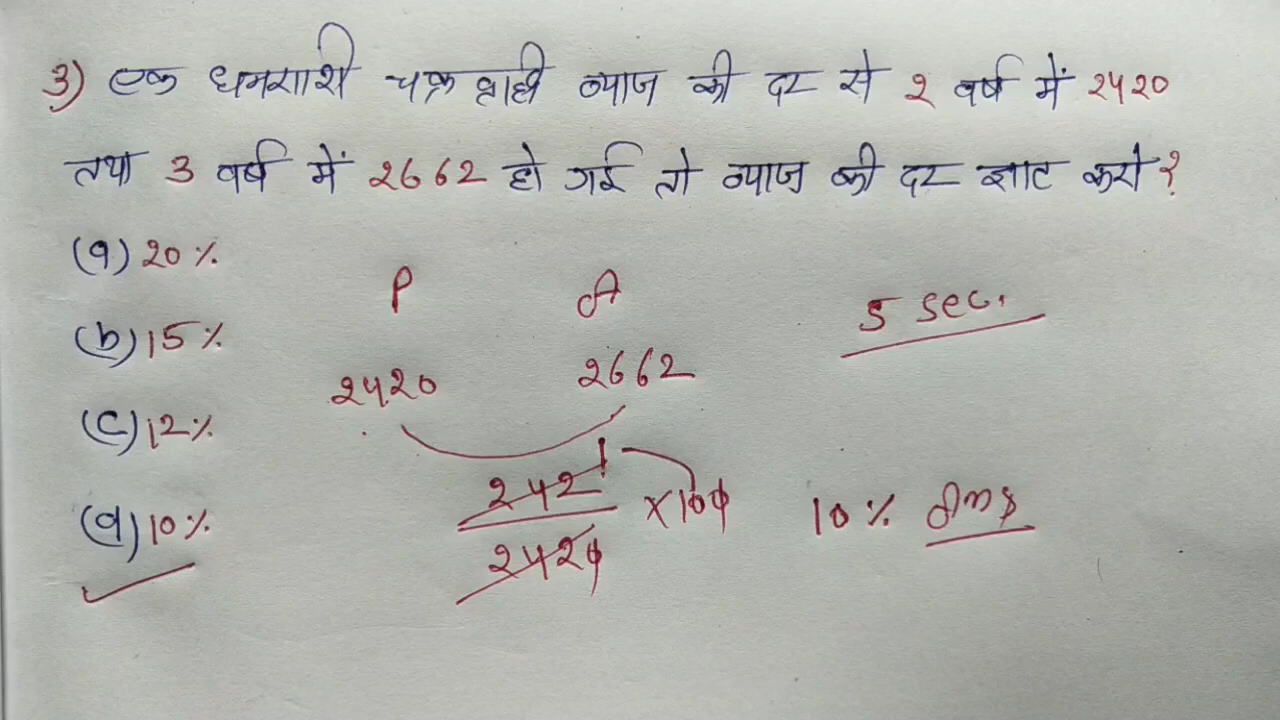 3) एक धनराशी चक्रव्राद्दी ब्याज की दर से 2 वर्ष में 2420
तथा 3 वर्ष में 2662 हो गई तो ब्याज की दर ज्ञाट करो ?
(a) 20 %
(b) 15 %
(c) 12 %
(d) 10 %
P A
2420 2662
5 Sec.
242 1
2420
×100
10 % Ans